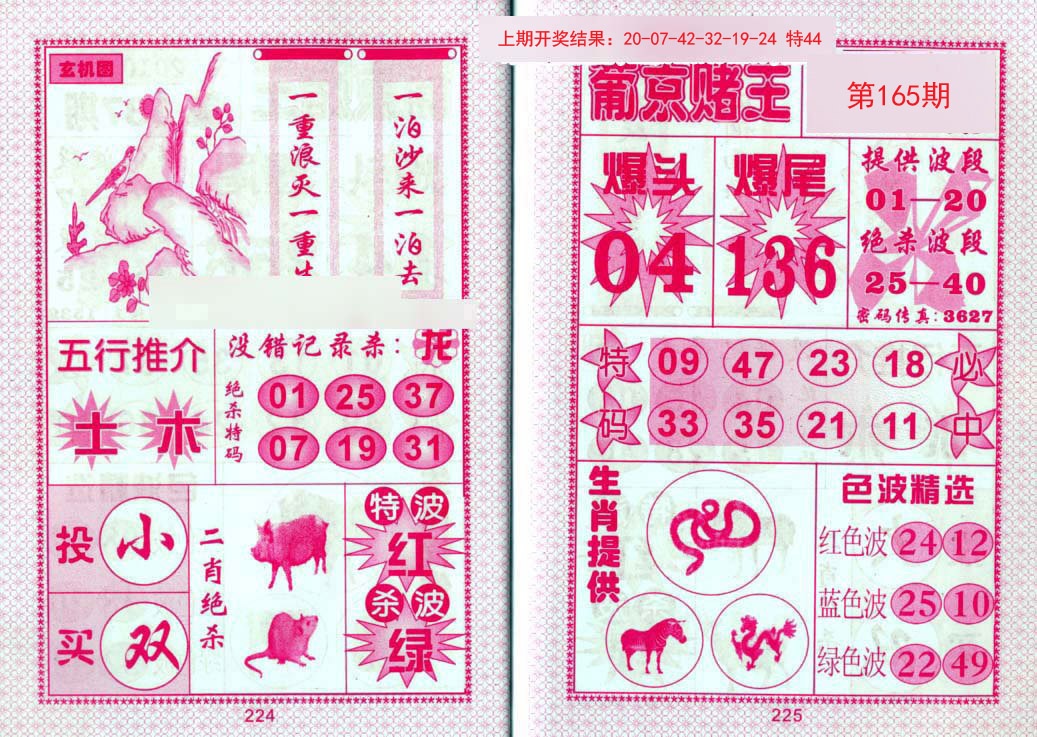 上期开奖结果：20-07-42-32-19-24 特44
玄机图
一泊沙来一泊去
一重浪灭一重生
五行推介
土 木
没错记录杀：龙
绝杀特码
01 25 37
07 19 31
投 小
买 双
二肖绝杀
特波
红
杀波
绿
224
葡京赌王
第165期
爆头
04
爆尾
136
提供波段
01—20
绝杀波段
25—40
密码传真：3627
特码
09 47 23 18
33 35 21 11
必中
生肖提供
色波精选
红色波 24 12
蓝色波 25 10
绿色波 22 49
225